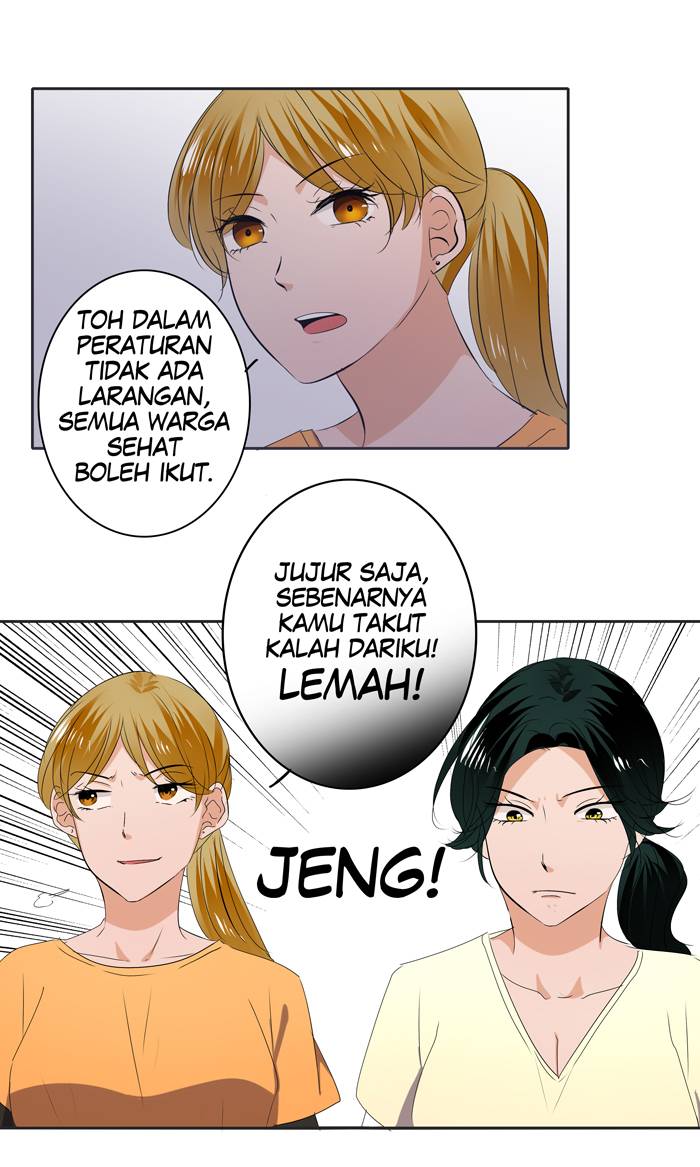 TOH DALAM
PERATURAN
TIDAK ADA
LARANGAN,
SEMUA WARGA
SEHAT
BOLEH IKUT.
JUJUR SAJA,
SEBENARNYA
KAMU TAKUT
KALAH DARIKU!
LEMAH!
JENG!